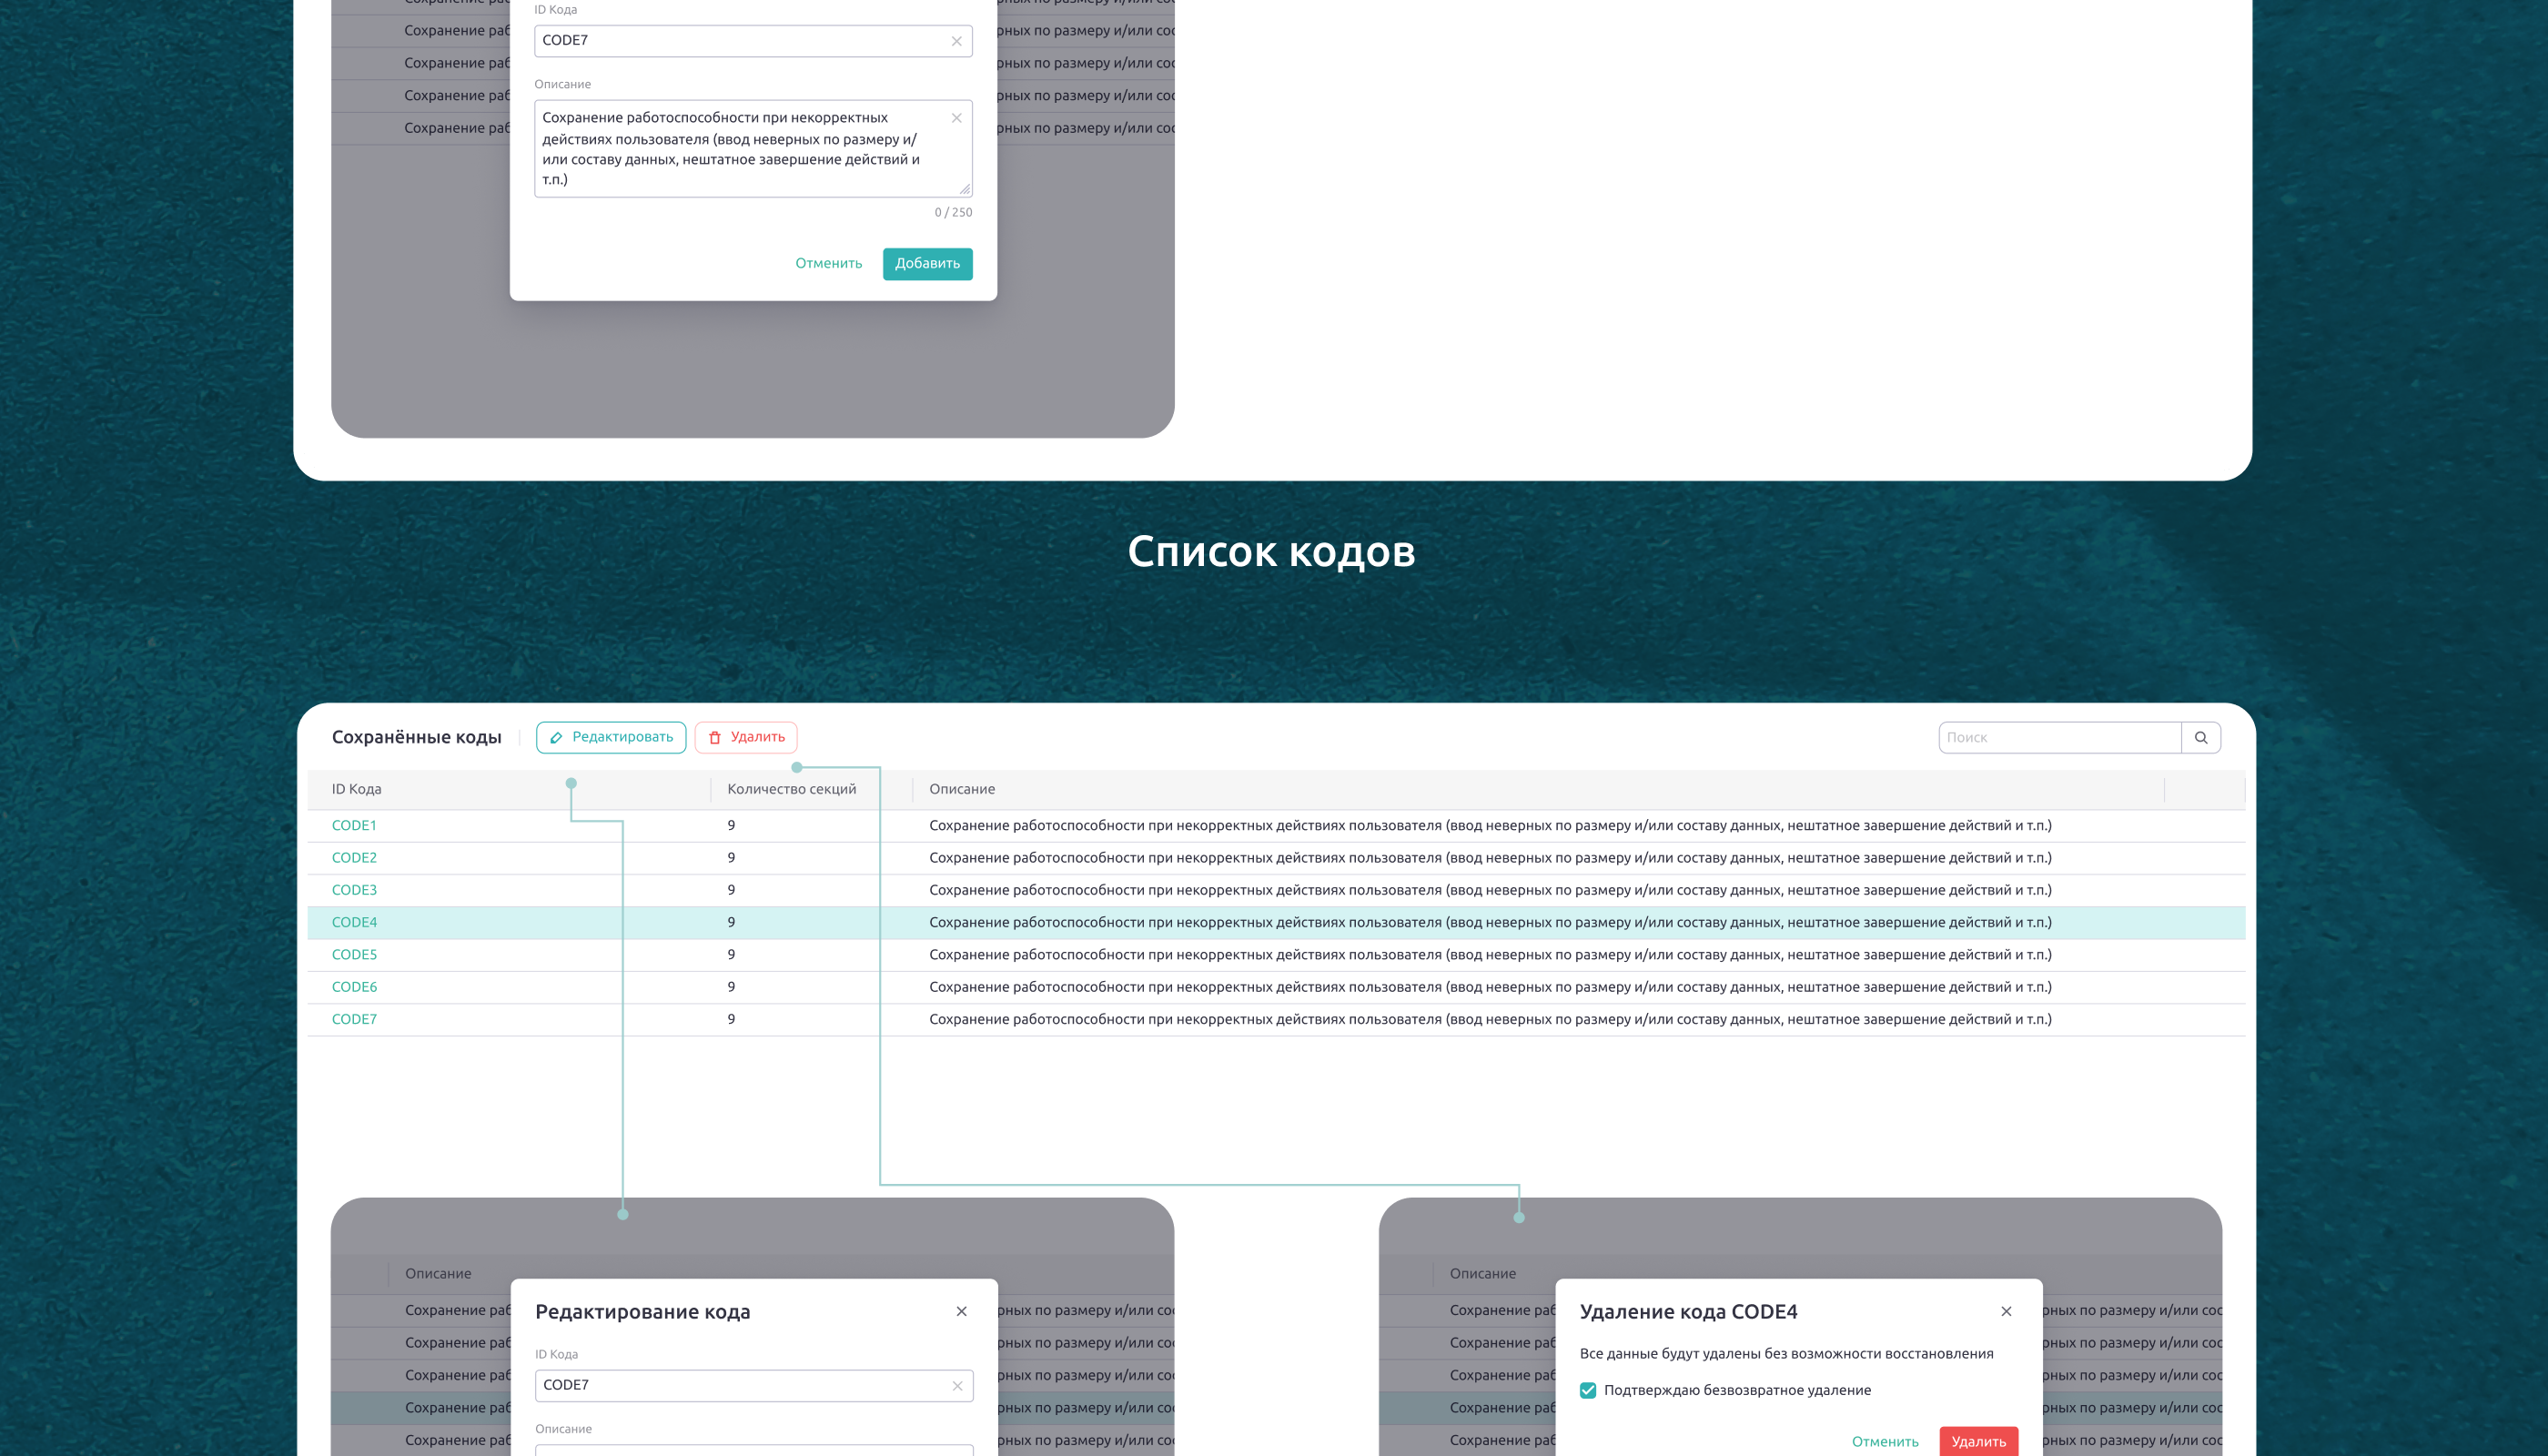 ID Кода
CODE7
Описание
Сохранение работоспособности при некорректных
действиях пользователя (ввод неверных по размеру и/
или составу данных, нештатное завершение действий и
т.п.)
0 / 250
Отменить Добавить
Сохранение раб рных по размеру и/или сос
Сохранение раб рных по размеру и/или сос
Сохранение раб рных по размеру и/или сос
Сохранение раб рных по размеру и/или сос
Список кодов
Сохранённые коды Редактировать Удалить Поиск
ID Кода Количество секций Описание
CODE1 9 Сохранение работоспособности при некорректных действиях пользователя (ввод неверных по размеру и/или составу данных, нештатное завершение действий и т.п.)
CODE2 9 Сохранение работоспособности при некорректных действиях пользователя (ввод неверных по размеру и/или составу данных, нештатное завершение действий и т.п.)
CODE3 9 Сохранение работоспособности при некорректных действиях пользователя (ввод неверных по размеру и/или составу данных, нештатное завершение действий и т.п.)
CODE4 9 Сохранение работоспособности при некорректных действиях пользователя (ввод неверных по размеру и/или составу данных, нештатное завершение действий и т.п.)
CODE5 9 Сохранение работоспособности при некорректных действиях пользователя (ввод неверных по размеру и/или составу данных, нештатное завершение действий и т.п.)
CODE6 9 Сохранение работоспособности при некорректных действиях пользователя (ввод неверных по размеру и/или составу данных, нештатное завершение действий и т.п.)
CODE7 9 Сохранение работоспособности при некорректных действиях пользователя (ввод неверных по размеру и/или составу данных, нештатное завершение действий и т.п.)
Описание
Сохранение раб рных по размеру и/или сос
Сохранение раб рных по размеру и/или сос
Сохранение раб рных по размеру и/или сос
Сохранение раб рных по размеру и/или сос
Сохранение раб рных по размеру и/или сос
Редактирование кода
ID Кода
CODE7
Описание
Описание
Сохранение раб рных по размеру и/или сос
Сохранение раб рных по размеру и/или сос
Сохранение раб рных по размеру и/или сос
Сохранение раб рных по размеру и/или сос
Сохранение раб рных по размеру и/или сос
Удаление кода CODE4
Все данные будут удалены без возможности восстановления
Подтверждаю безвозвратное удаление
Отменить Удалить